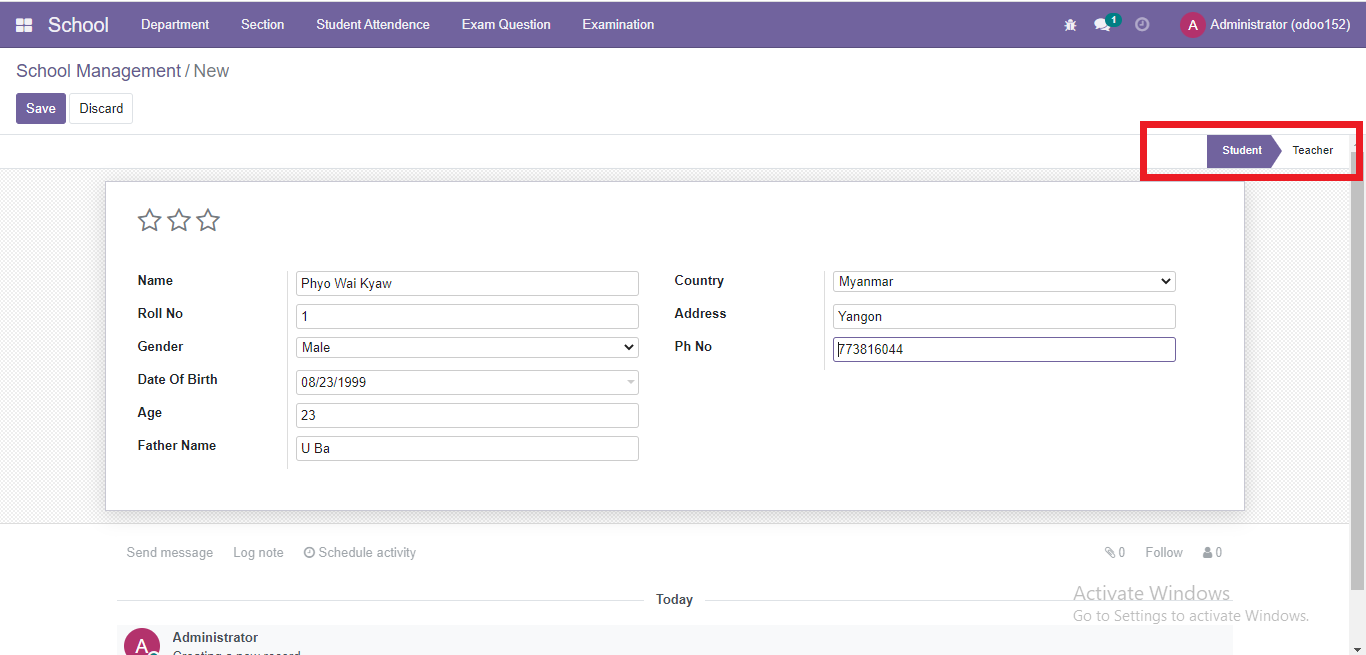 School Department Section Student Attendence Exam Question Examination 1 A Administrator (odoo152)
School Management / New
Save Discard
Student Teacher
Name Phyo Wai Kyaw Country Myanmar
Roll No 1 Address Yangon
Gender Male Ph No 773816044
Date Of Birth 08/23/1999
Age 23
Father Name U Ba
Send message Log note Schedule activity 0 Follow 0
Today
Activate Windows
Go to Settings to activate Windows.
A Administrator
Creating a new record